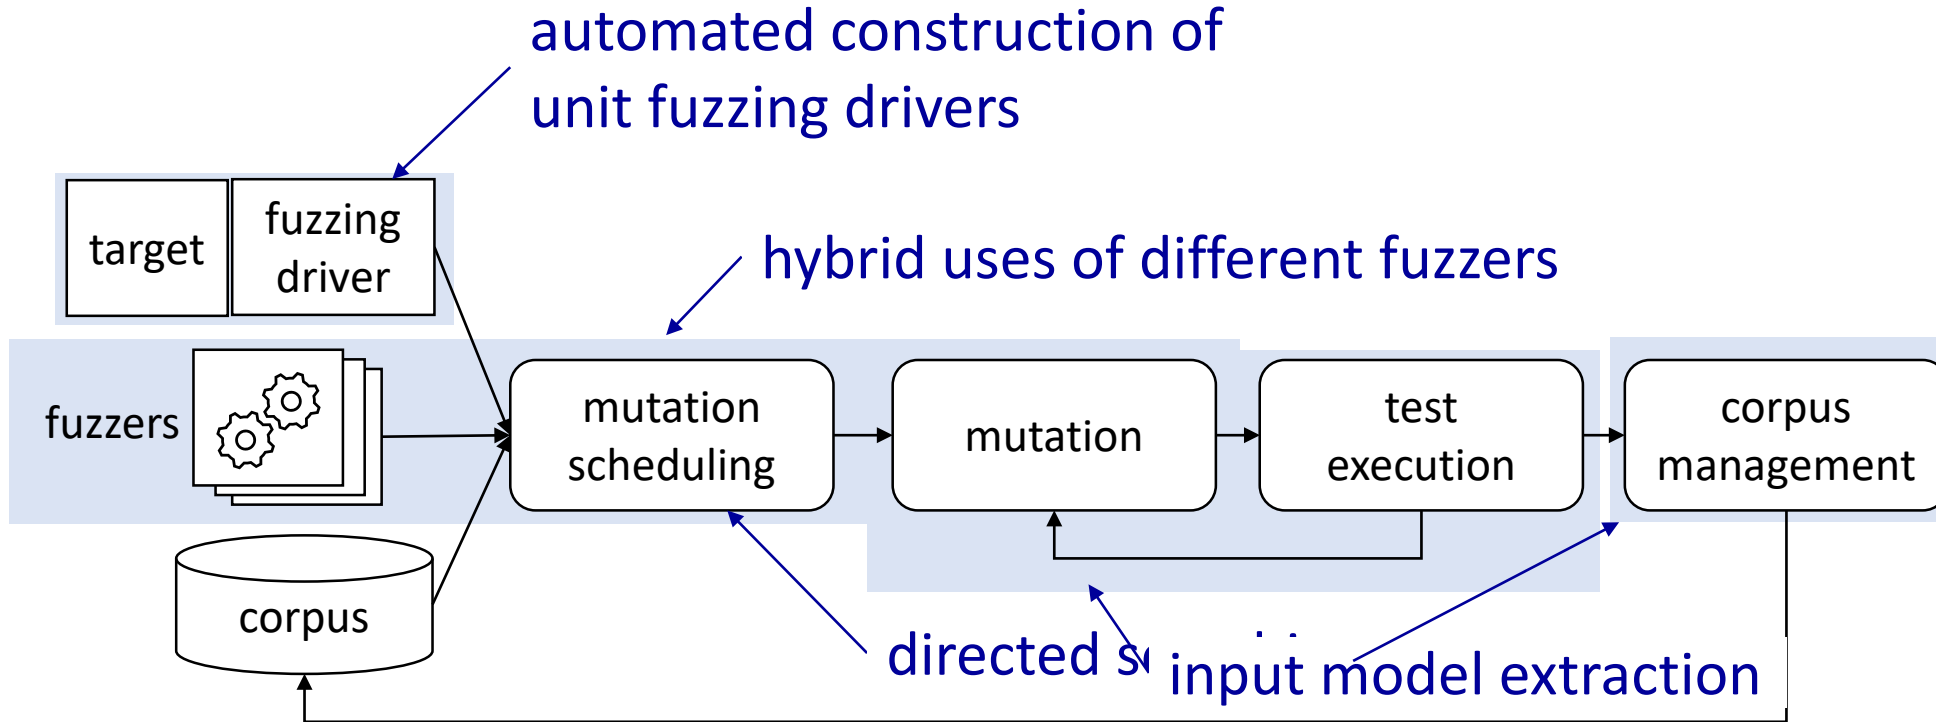 automated construction of
unit fuzzing drivers
target
fuzzing
driver
hybrid uses of different fuzzers
fuzzers
mutation
scheduling
mutation
test
execution
corpus
management
corpus
directed
input model extraction